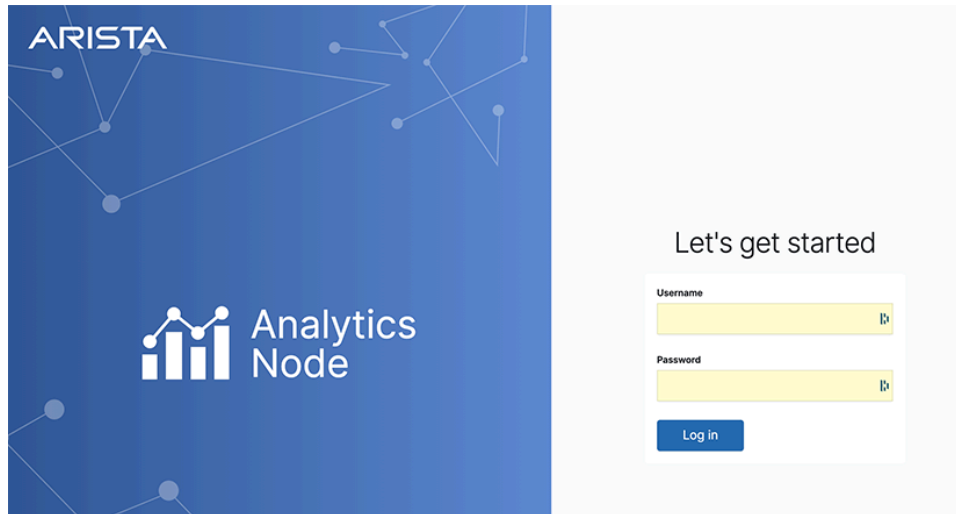 ARISTA
Analytics
Node
Let's get started
Username
Password
Log in